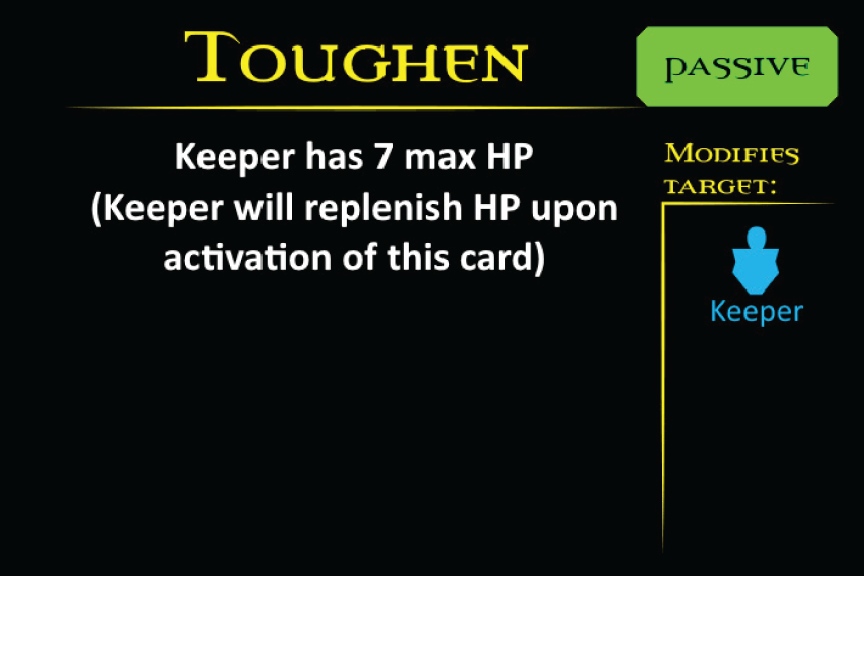 Toughen
passive
Keeper has 7 max HP
(Keeper will replenish HP upon
activation of this card)
Modifies
target:
Keeper